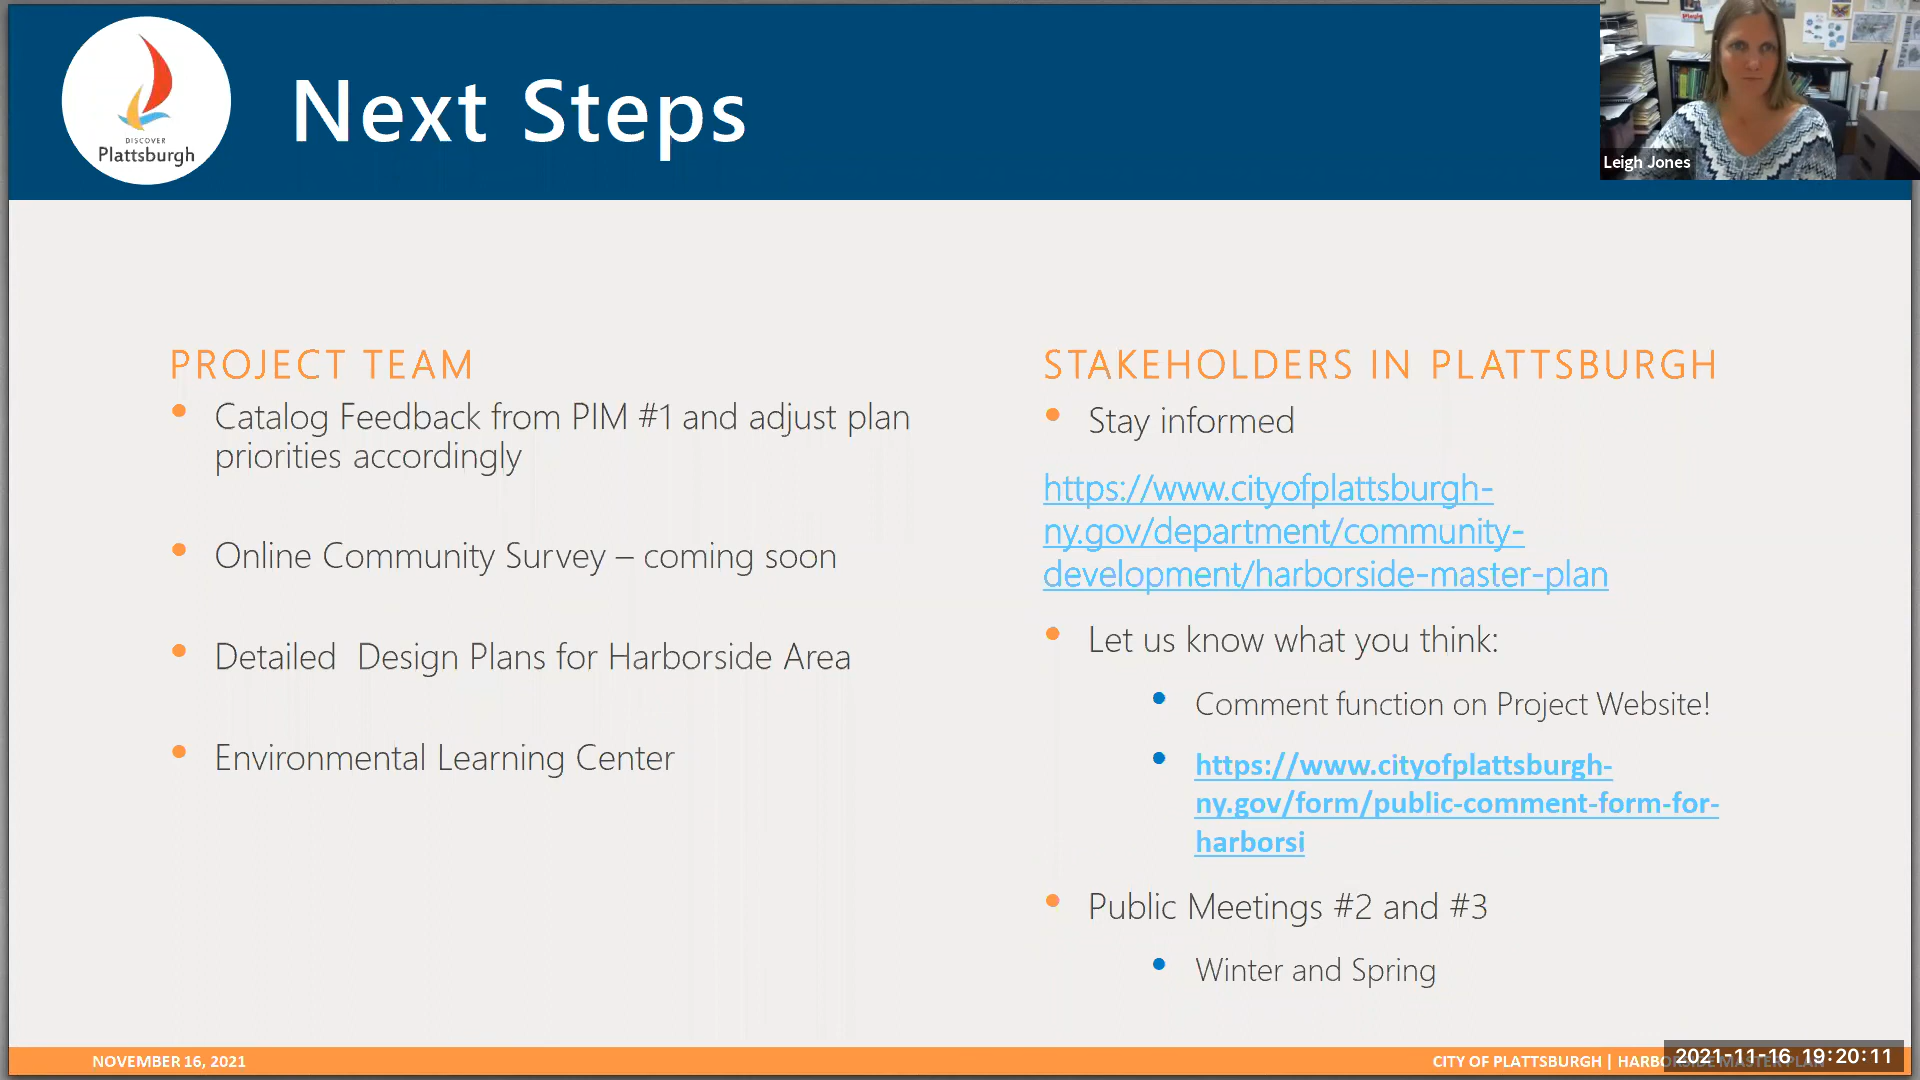 DISCOVER
Plattsburgh
Next Steps
Leigh Jones
PROJECT TEAM
• Catalog Feedback from PIM #1 and adjust plan
priorities accordingly
• Online Community Survey – coming soon
• Detailed  Design Plans for Harborside Area
• Environmental Learning Center
STAKEHOLDERS IN PLATTSBURGH
• Stay informed
https://www.cityofplattsburgh-
ny.gov/department/community-
development/harborside-master-plan
• Let us know what you think:
• Comment function on Project Website!
• https://www.cityofplattsburgh-
ny.gov/form/public-comment-form-for-
harborsi
• Public Meetings #2 and #3
• Winter and Spring
NOVEMBER 16, 2021
CITY OF PLATTSBURGH | HARBORSIDE MASTER PLAN
2021-11-16 19:20:11